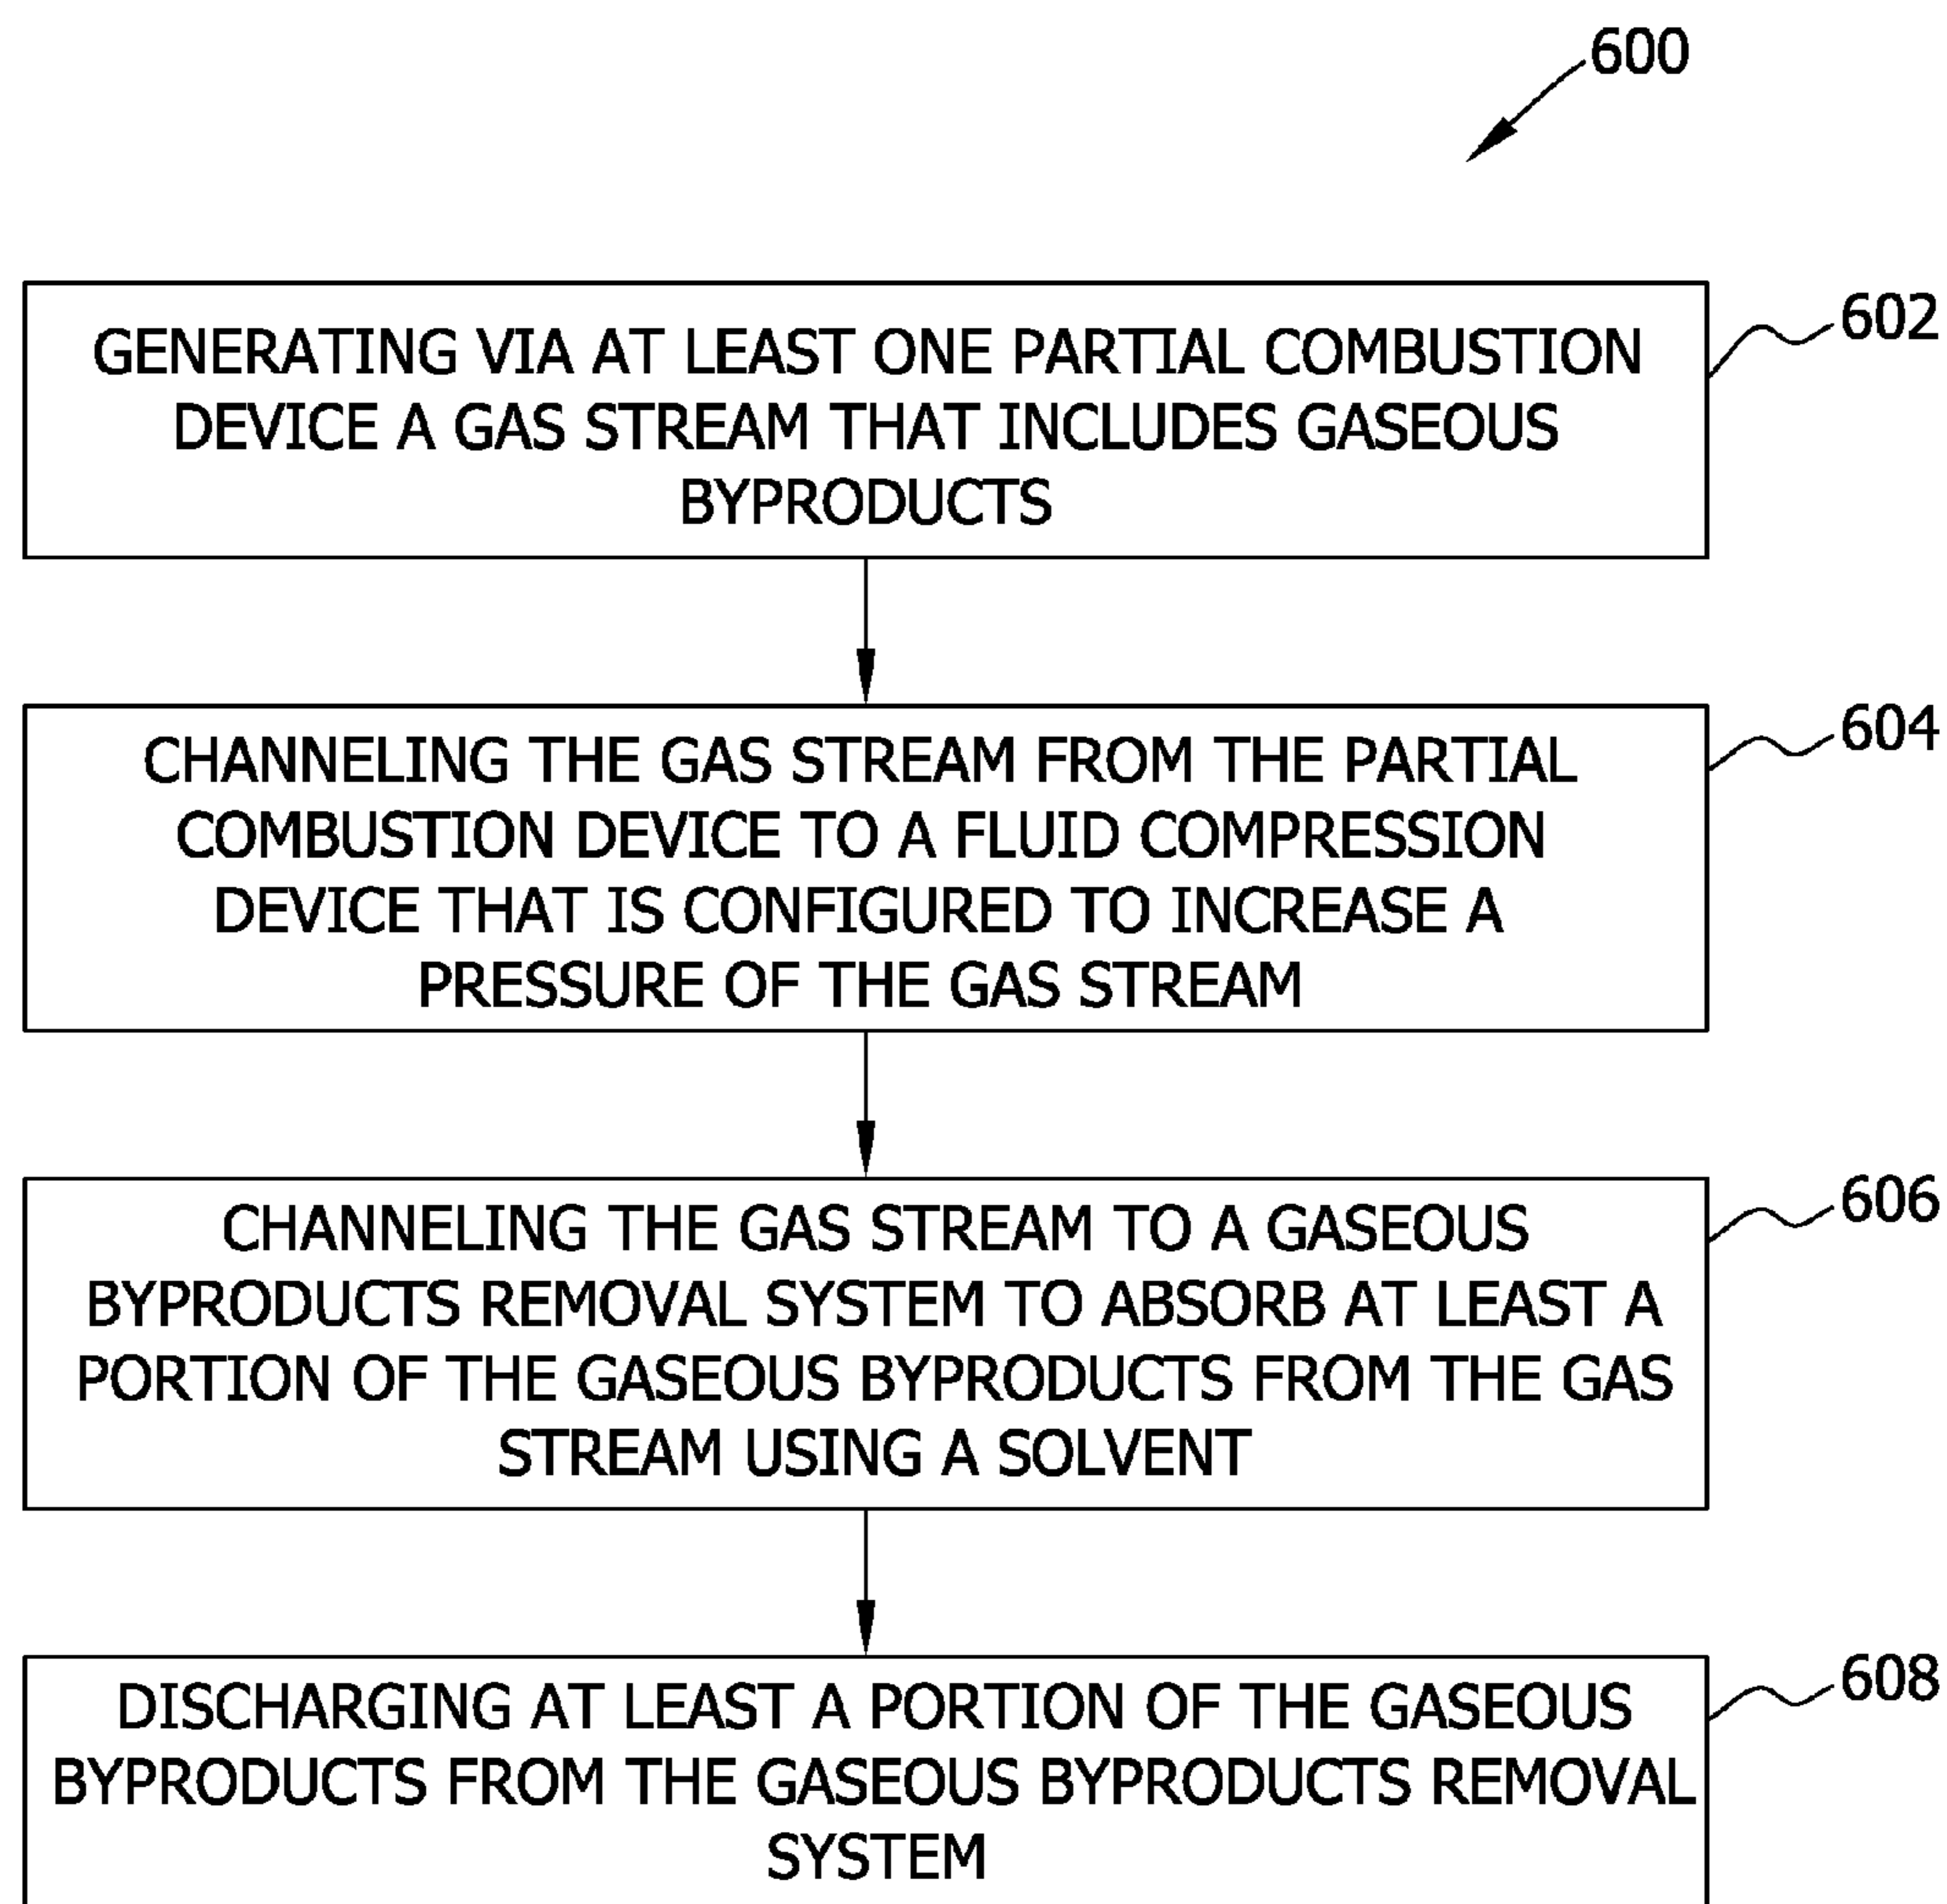 600
GENERATING VIA AT LEAST ONE PARTIAL COMBUSTION
DEVICE A GAS STREAM THAT INCLUDES GASEOUS
BYPRODUCTS
602
CHANNELING THE GAS STREAM FROM THE PARTIAL
COMBUSTION DEVICE TO A FLUID COMPRESSION
DEVICE THAT IS CONFIGURED TO INCREASE A
PRESSURE OF THE GAS STREAM
604
CHANNELING THE GAS STREAM TO A GASEOUS
BYPRODUCTS REMOVAL SYSTEM TO ABSORB AT LEAST A
PORTION OF THE GASEOUS BYPRODUCTS FROM THE GAS
STREAM USING A SOLVENT
606
DISCHARGING AT LEAST A PORTION OF THE GASEOUS
BYPRODUCTS FROM THE GASEOUS BYPRODUCTS REMOVAL
SYSTEM
608